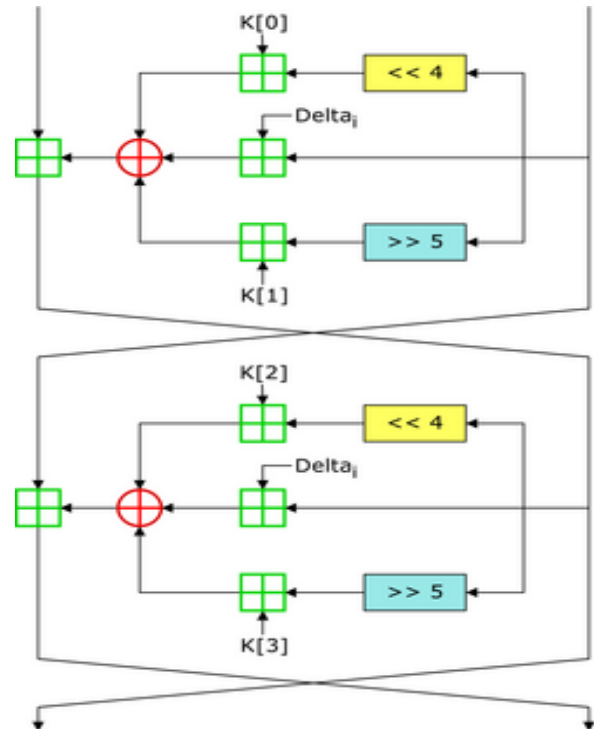 K[0]
<< 4
Delta_i
>> 5
K[1]
K[2]
<< 4
Delta_i
>> 5
K[3]